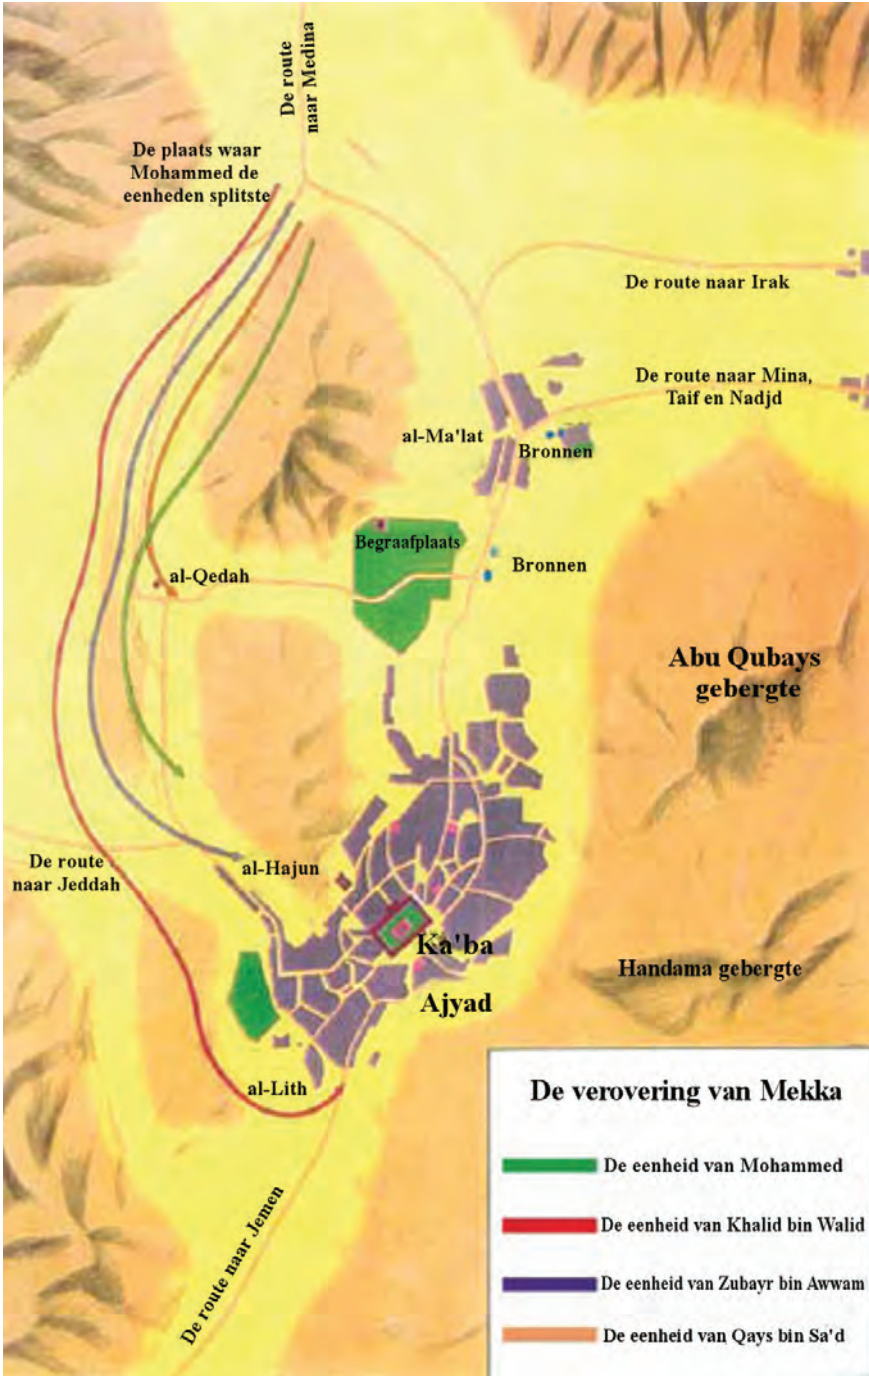 De route
naar Medina
De plaats waar
Mohammed de
eenheden splitste
De route naar Irak
De route naar Mina,
Taif en Nadjd
al-Ma'lat
Bronnen
Begraafplaats
al-Qedah
Bronnen
Abu Qubays
gebergte
De route
naar Jeddah
al-Hajun
Ka'ba
Handama gebergte
Ajyad
al-Lith
De route naar Jemen
De verovering van Mekka
De eenheid van Mohammed
De eenheid van Khalid bin Walid
De eenheid van Zubayr bin Awwam
De eenheid van Qays bin Sa'd